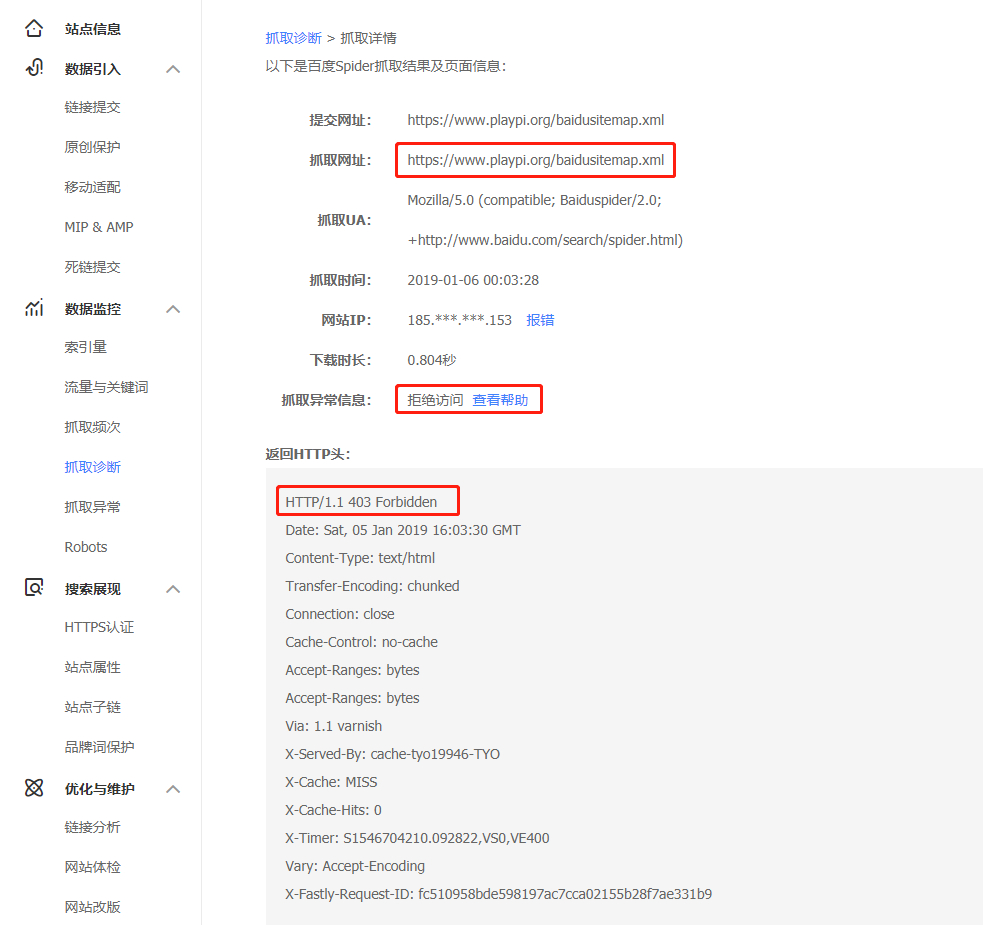 站点信息
数据引入
链接提交
原创保护
移动适配
MIP & AMP
死链提交
数据监控
索引量
流量与关键词
抓取频次
抓取诊断
抓取异常
Robots
搜索展现
HTTPS认证
站点属性
站点子链
品牌词保护
优化与维护
链接分析
网站体检
网站改版
抓取诊断 > 抓取详情
以下是百度Spider抓取结果及页面信息：
提交网址： https://www.playpi.org/baidusitemap.xml
抓取网址： https://www.playpi.org/baidusitemap.xml
抓取UA： Mozilla/5.0 (compatible; Baiduspider/2.0;
+http://www.baidu.com/search/spider.html)
抓取时间： 2019-01-06 00:03:28
网站IP： 185.***.***.153 报错
下载时长： 0.804秒
抓取异常信息： 拒绝访问 查看帮助
返回HTTP头：
HTTP/1.1 403 Forbidden
Date: Sat, 05 Jan 2019 16:03:30 GMT
Content-Type: text/html
Transfer-Encoding: chunked
Connection: close
Cache-Control: no-cache
Accept-Ranges: bytes
Accept-Ranges: bytes
Via: 1.1 varnish
X-Served-By: cache-tyo19946-TYO
X-Cache: MISS
X-Cache-Hits: 0
X-Timer: S1546704210.092822,VS0,VE400
Vary: Accept-Encoding
X-Fastly-Request-ID: fc510958bde598197ac7cca02155b28f7ae331b9